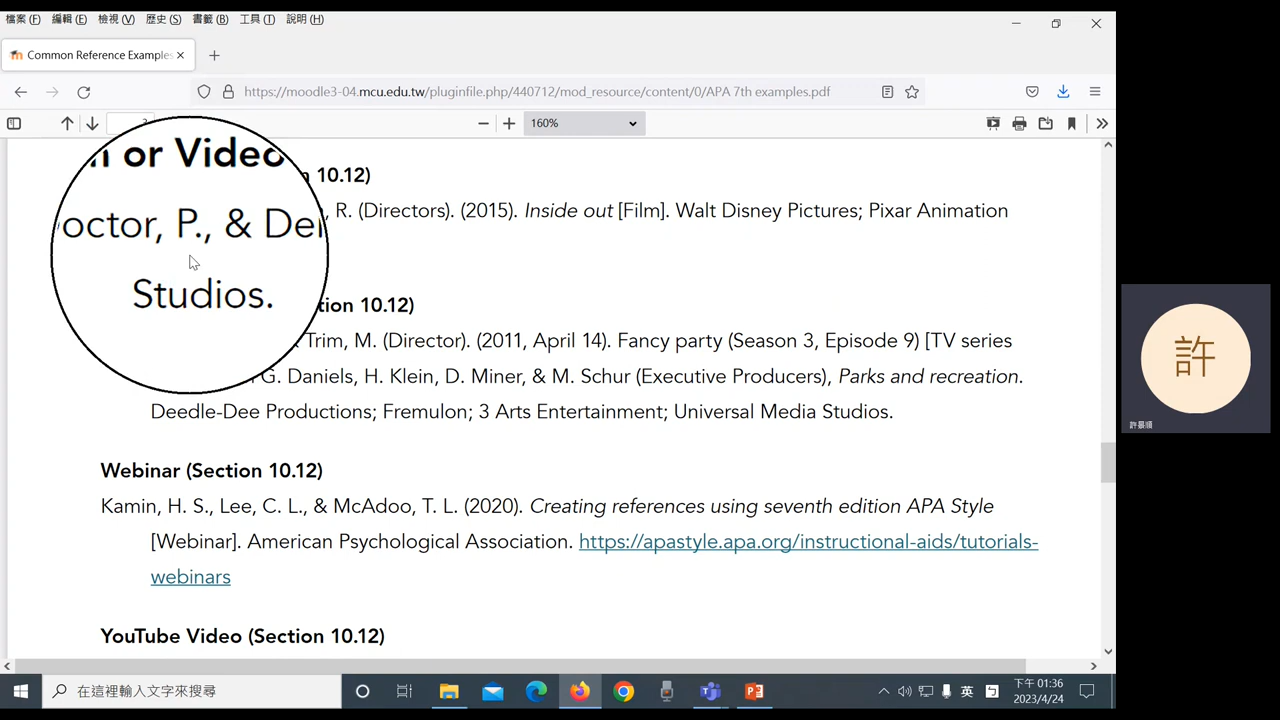 檔案 (F) 編輯 (E) 檢視 (V) 歷史 (S) 書籤 (B) 工具 (T) 說明 (H)
Common Reference Examples
https://moodle3-04.mcu.edu.tw/pluginfile.php/440712/mod_resource/content/0/APA 7th examples.pdf
160%
or Video
10.12)
octor, P., & Del
R. (Directors). (2015). Inside out [Film]. Walt Disney Pictures; Pixar Animation
Studios.
tion 10.12)
Trim, M. (Director). (2011, April 14). Fancy party (Season 3, Episode 9) [TV series
G. Daniels, H. Klein, D. Miner, & M. Schur (Executive Producers), Parks and recreation.
Deedle-Dee Productions; Fremulon; 3 Arts Entertainment; Universal Media Studios.
Webinar (Section 10.12)
Kamin, H. S., Lee, C. L., & McAdoo, T. L. (2020). Creating references using seventh edition APA Style
[Webinar]. American Psychological Association. https://apastyle.apa.org/instructional-aids/tutorials-
webinars
YouTube Video (Section 10.12)
許
許景順
在這裡輸入文字來搜尋
英
下午 01:36
2023/4/24